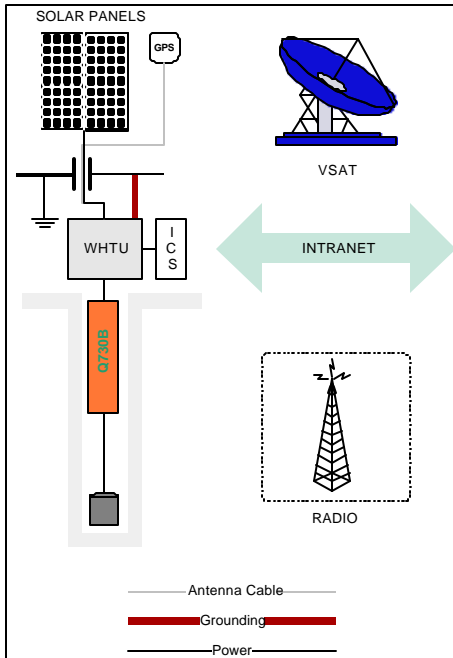 SOLAR PANELS
GPS
VSAT
WHTU
I
C
S
INTRANET
Q730B
RADIO
Antenna Cable
Grounding
Power